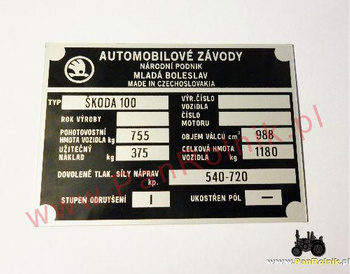 AUTOMOBILOVÉ ZÁVODY
NÁRODNÍ PODNIK
MLADÁ BOLESLAV
MADE IN CZECHOSLOVAKIA
TYP ŠKODA 100 VÝR.ČÍSLO VOZIDLA
ROK VÝROBY ČÍSLO MOTORU
POHOTOVOSTNÍ HMOTA VOZIDLA kg 755 OBJEM VÁLCŮ cm³ 988
UŽITEČNÝ NÁKLAD kg 375 CELKOVÁ HMOTA VOZIDLA kg 1180
DOVOLENÉ TLAK. SÍLY NÁPRAV kp. 540-720
STUPEŇ ODRUŠENÍ I UKOSTŘEN PÓL —
PanRolnik.pl
www.PanRolnik.pl